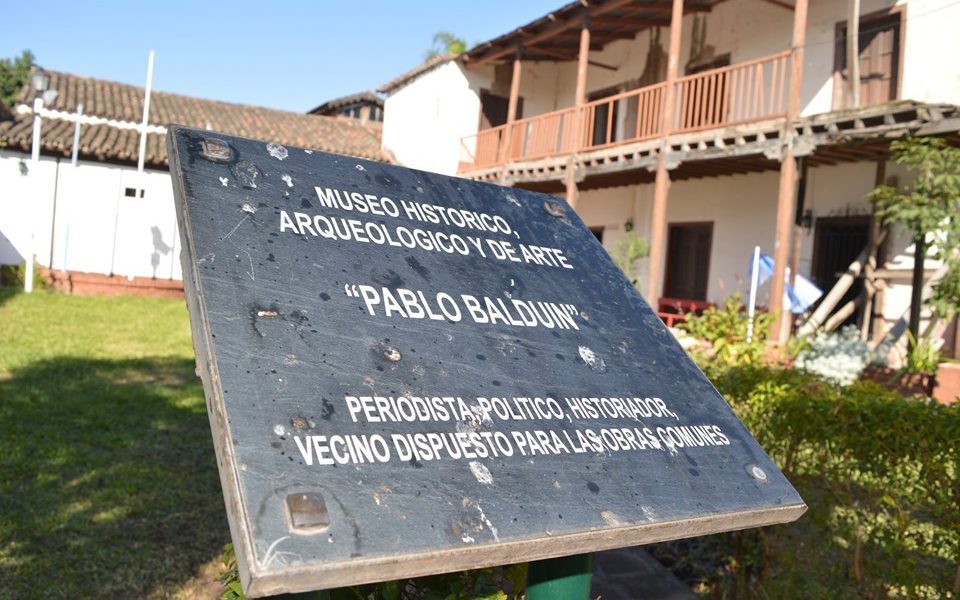 MUSEO HISTORICO,
ARQUEOLOGICO Y DE ARTE
“PABLO BALDUIN”
PERIODISTA, POLITICO, HISTORIADOR,
VECINO DISPUESTO PARA LAS OBRAS COMUNES